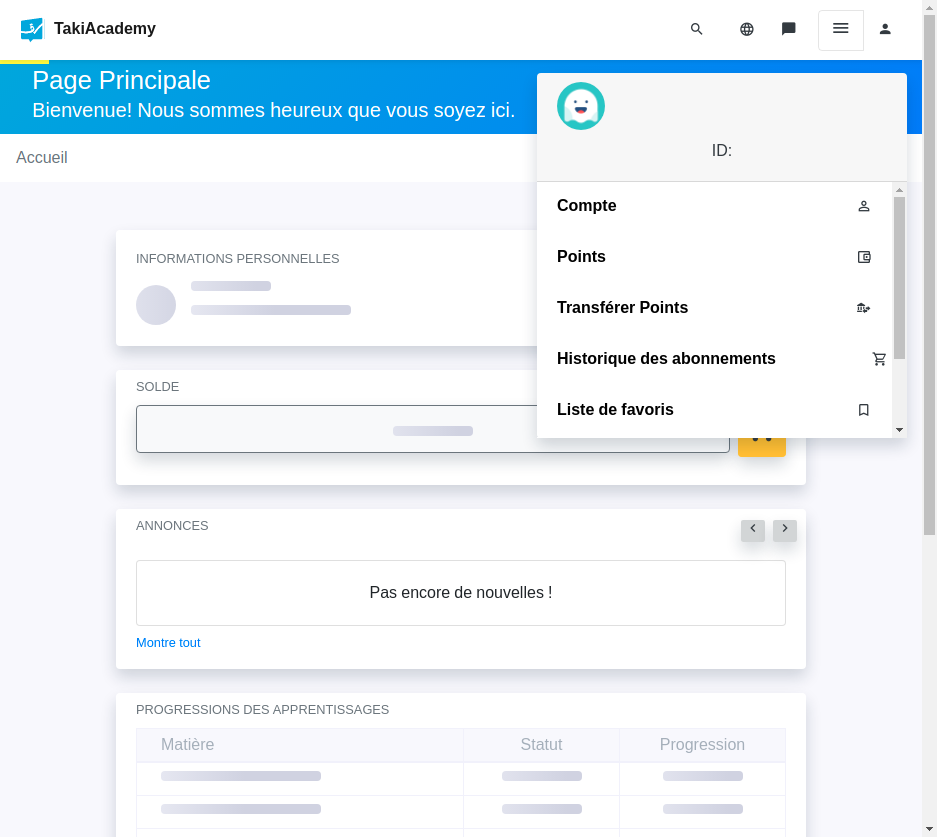 TakiAcademy
Page Principale
Bienvenue! Nous sommes heureux que vous soyez ici.
Accueil
ID:
Compte
Points
Transférer Points
Historique des abonnements
Liste de favoris
INFORMATIONS PERSONNELLES
SOLDE
ANNONCES
Pas encore de nouvelles !
Montre tout
PROGRESSIONS DES APPRENTISSAGES
Matière Statut Progression